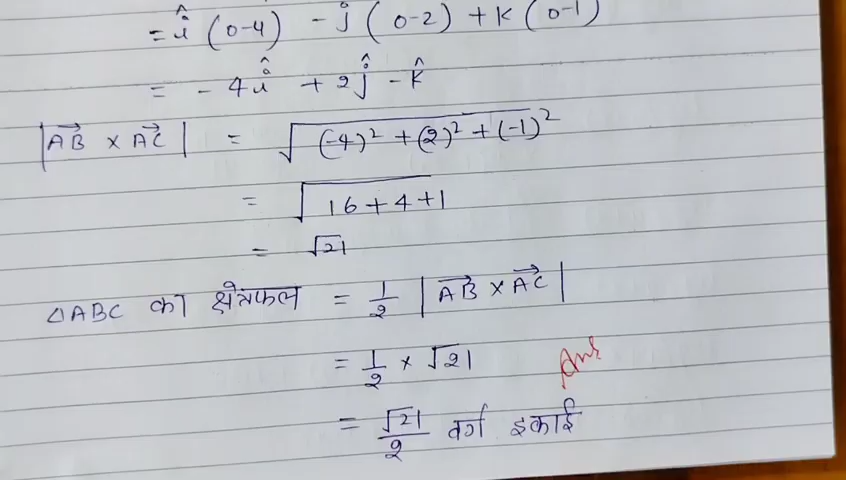 = î (0-4) - ĵ (0-2) + k (0-1)
= - 4î + 2ĵ - k̂
|AB⃗ × AC⃗| = √(-4)² + (2)² + (-1)²
= √16 + 4 + 1
= √21
△ABC का क्षेत्रफल = 1/2 |AB⃗ × AC⃗|
= 1/2 × √21 Ans
= √21/2 वर्ग इकाई